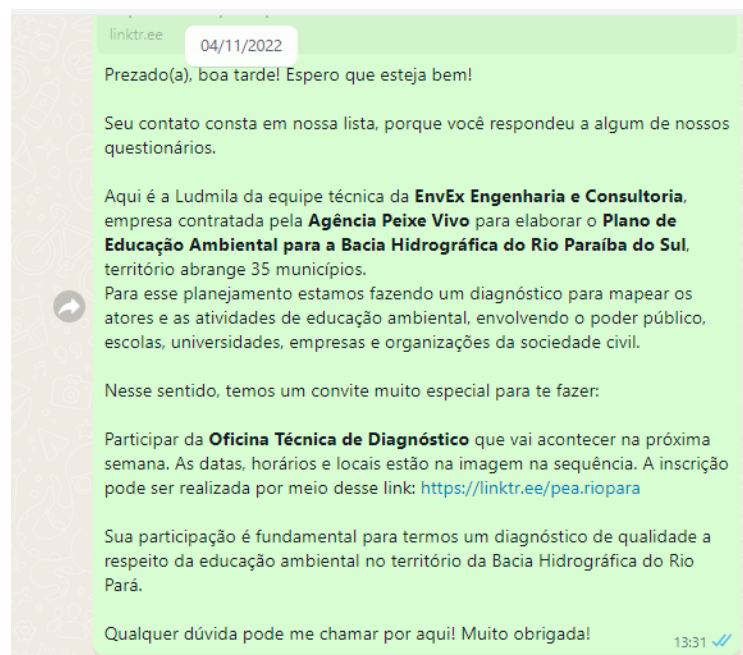 linktr.ee
04/11/2022
Prezado(a), boa tarde! Espero que esteja bem!
Seu contato consta em nossa lista, porque você respondeu a algum de nossos
questionários.
Aqui é a Ludmila da equipe técnica da EnvEx Engenharia e Consultoria,
empresa contratada pela Agência Peixe Vivo para elaborar o Plano de
Educação Ambiental para a Bacia Hidrográfica do Rio Paraíba do Sul,
território abrange 35 municípios.
Para esse planejamento estamos fazendo um diagnóstico para mapear os
atores e as atividades de educação ambiental, envolvendo o poder público,
escolas, universidades, empresas e organizações da sociedade civil.
Nesse sentido, temos um convite muito especial para te fazer:
Participar da Oficina Técnica de Diagnóstico que vai acontecer na próxima
semana. As datas, horários e locais estão na imagem na sequência. A inscrição
pode ser realizada por meio desse link: https://linktr.ee/pea.riopara
Sua participação é fundamental para termos um diagnóstico de qualidade a
respeito da educação ambiental no território da Bacia Hidrográfica do Rio
Pará.
Qualquer dúvida pode me chamar por aqui! Muito obrigada!
13:31